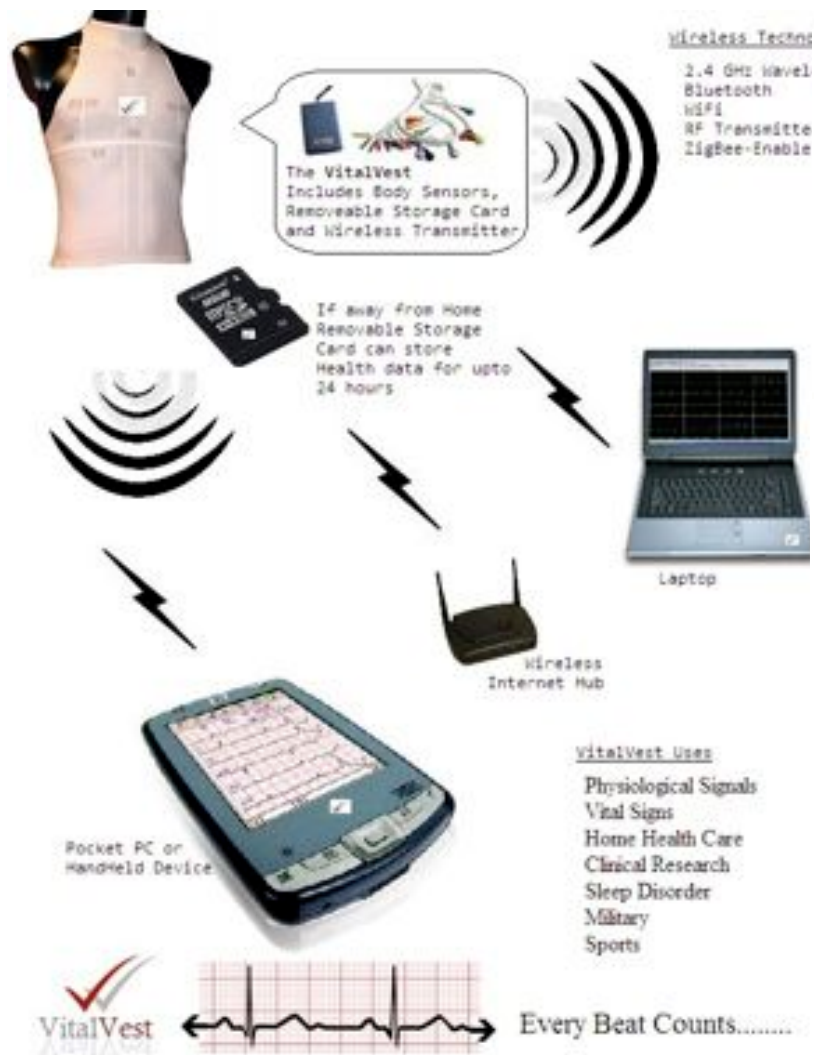 Wireless Techno
2.4 GHz Wavel
Bluetooth
WiFi
RF Transmitte
ZigBee-Enable
The VitalVest
Includes Body Sensors,
Removeable Storage Card
and Wireless Transmitter
If away from Home
Removable Storage
Card can store
Health data for upto
24 hours
Laptop
Wireless
Internet Hub
VitalVest Uses
Physiological Signals
Vital Signs
Home Health Care
Clinical Research
Sleep Disorder
Military
Sports
Pocket PC or
HandHeld Device
VitalVest
Every Beat Counts........